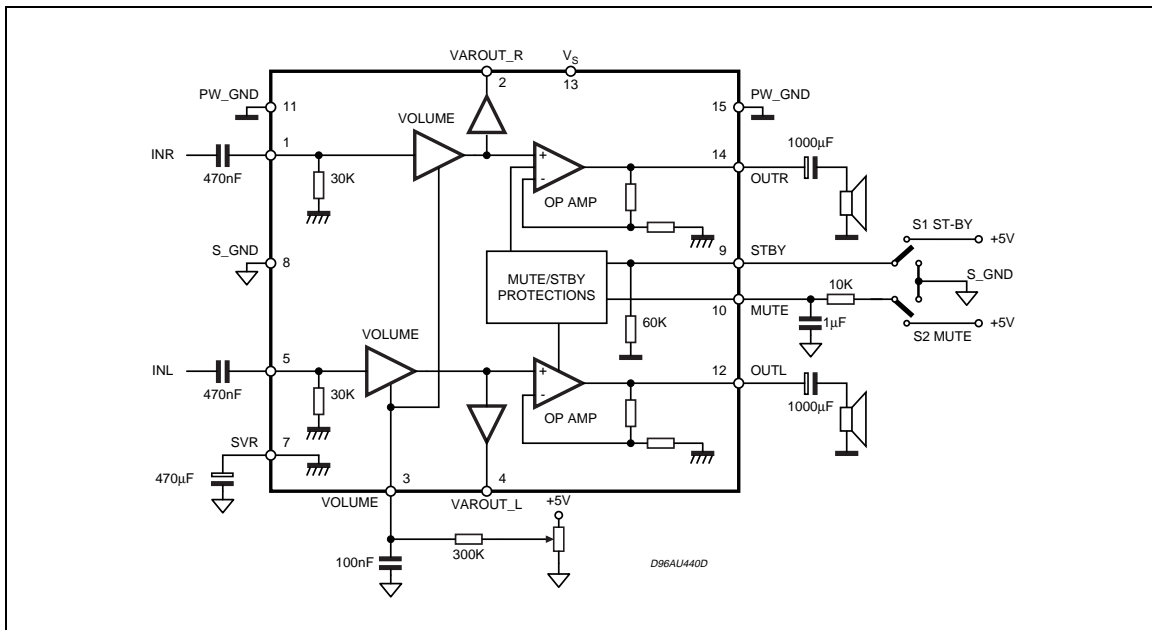 VAROUT_R
VS
2
13
PW_GND
11
15
PW_GND
VOLUME
1000µF
INR
1
14
470nF
30K
+
-
OP AMP
OUTR
S1 ST-BY
+5V
S_GND
8
9
STBY
MUTE/STBY
PROTECTIONS
S_GND
10K
10
MUTE
60K
1µF
+5V
S2 MUTE
VOLUME
INL
5
12
OUTL
470nF
30K
+
-
OP AMP
1000µF
SVR
7
470µF
3
4
VOLUME
VAROUT_L
+5V
300K
100nF
D96AU440D